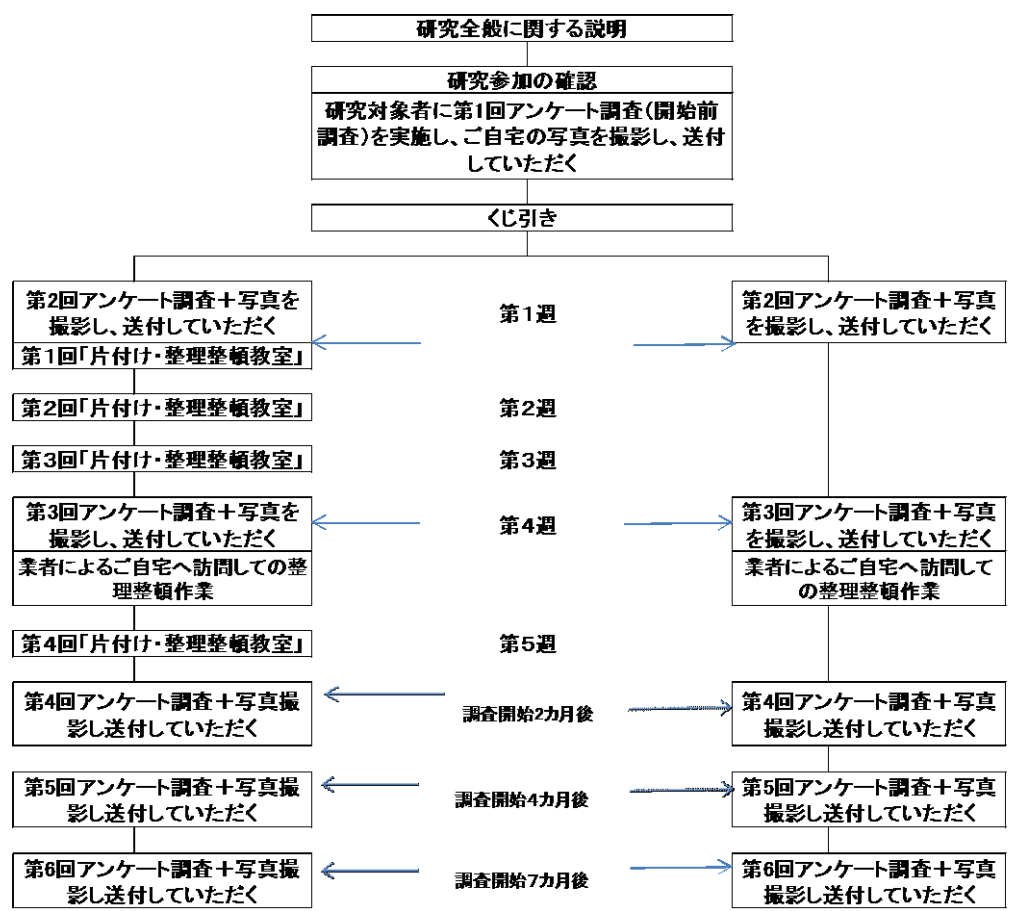 研究全般に関する説明
研究参加の確認
研究対象者に第1回アンケート調査(開始前
調査)を実施し、ご自宅の写真を撮影し、送付
していただく
くじ引き
第2回アンケート調査+写真を
撮影し、送付していただく
第1回「片付け・整理整頓教室」
第1週
第2回アンケート調査+写真
を撮影し、送付していただく
第2回「片付け・整理整頓教室」
第2週
第3回「片付け・整理整頓教室」
第3週
第3回アンケート調査+写真を
撮影し、送付していただく
業者によるご自宅へ訪問しての整
理整頓作業
第4週
第3回アンケート調査+写真
を撮影し、送付していただく
業者によるご自宅へ訪問して
の整理整頓作業
第4回「片付け・整理整頓教室」
第5週
第4回アンケート調査+写真撮
影し送付していただく
調査開始2カ月後
第4回アンケート調査+写真
撮影し送付していただく
第5回アンケート調査+写真撮
影し送付していただく
調査開始4カ月後
第5回アンケート調査+写真
撮影し送付していただく
第6回アンケート調査+写真撮
影し送付していただく
調査開始7カ月後
第6回アンケート調査+写真
撮影し送付していただく